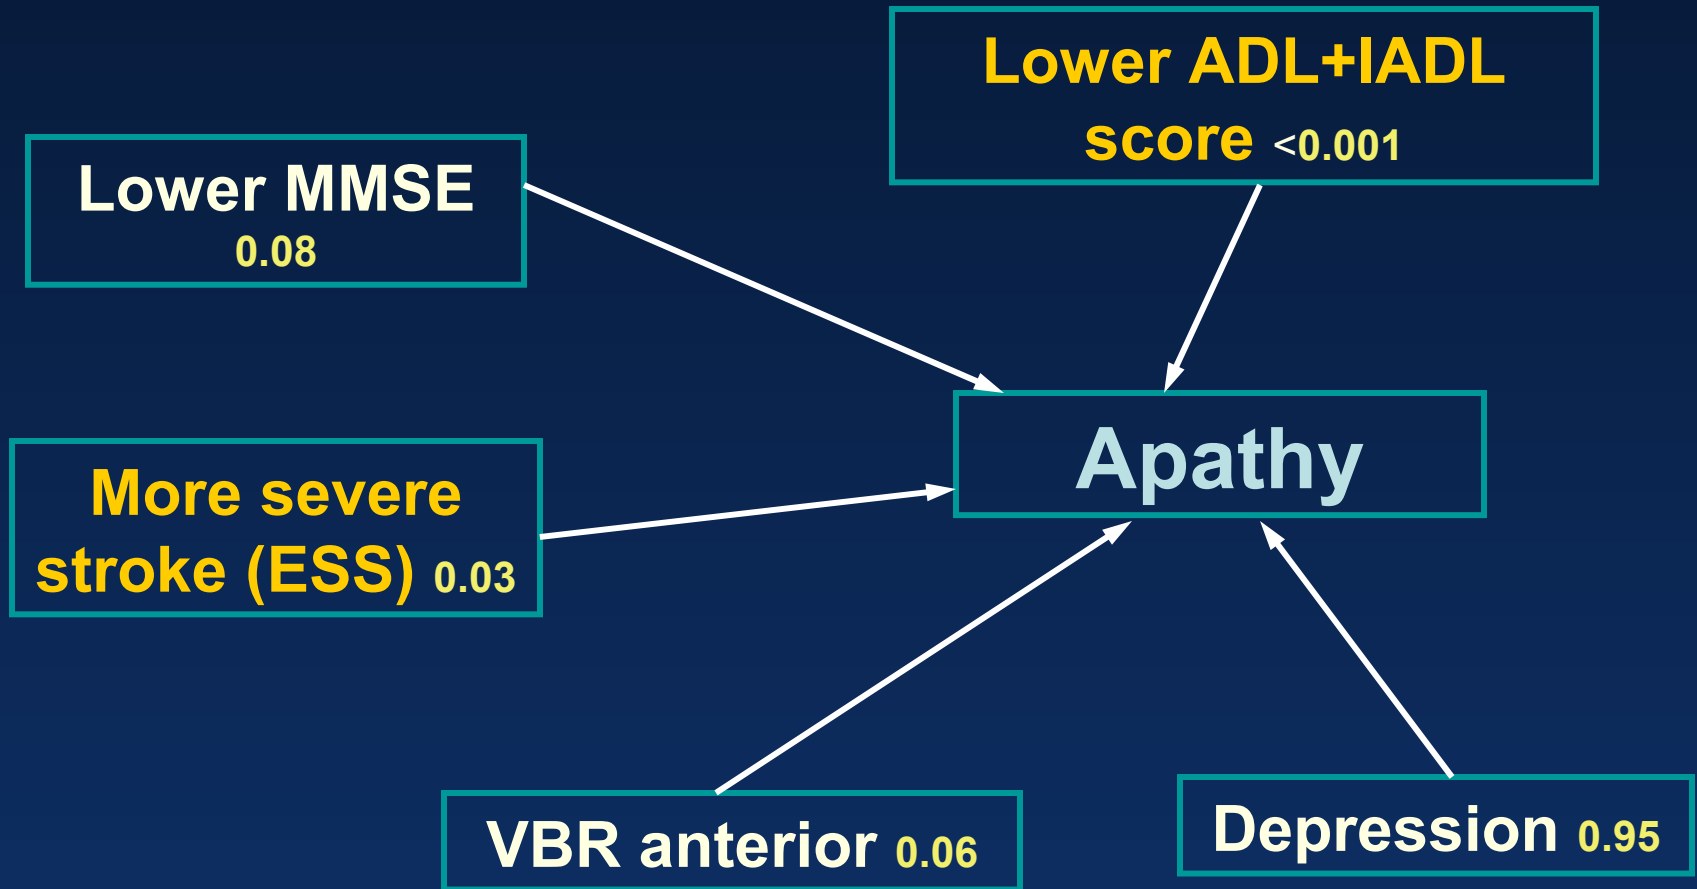 Lower ADL+IADL
score <0.001
Lower MMSE
0.08
Apathy
More severe
stroke (ESS) 0.03
VBR anterior 0.06
Depression 0.95